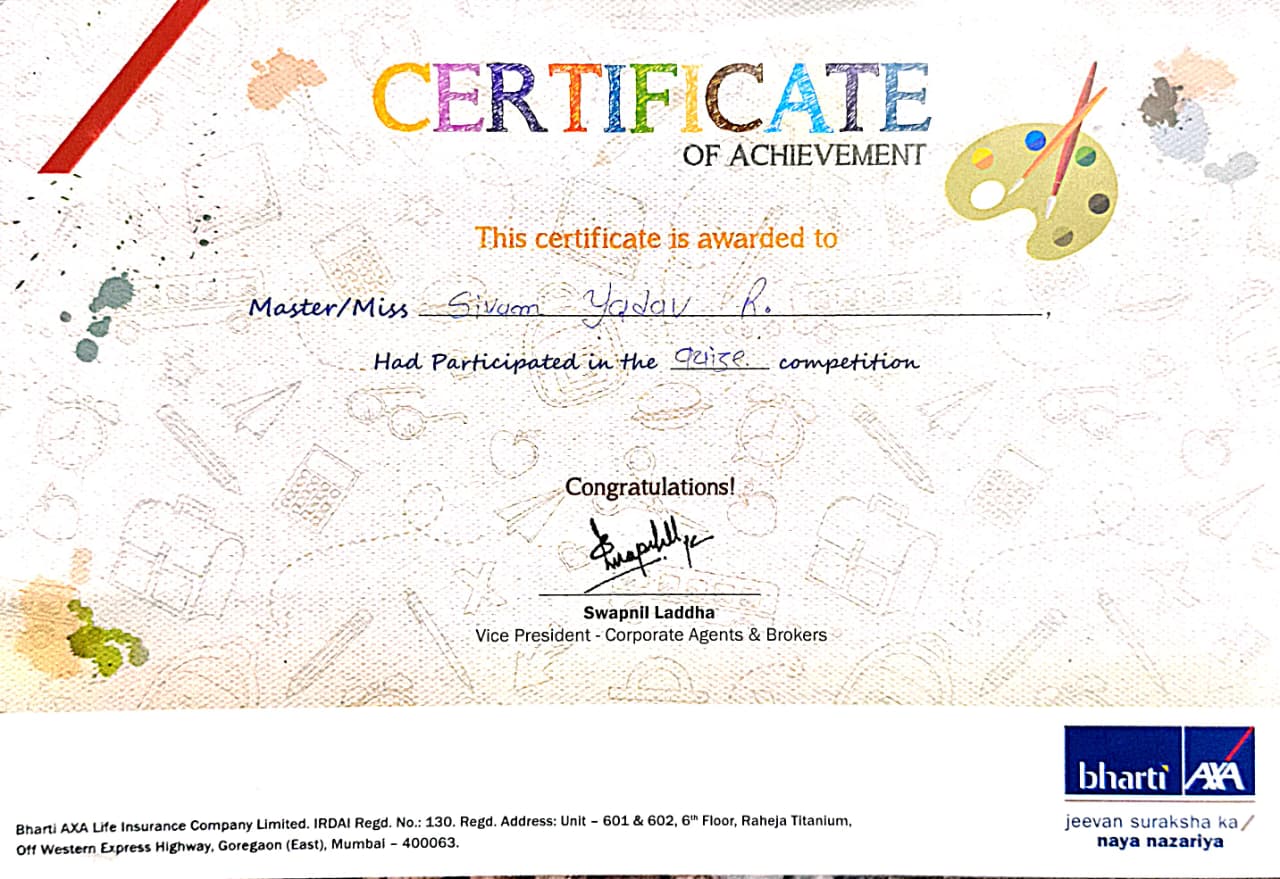 CERTIFICATE
OF ACHIEVEMENT
This certificate is awarded to
Master/Miss Sivam Yadav R.,
Had Participated in the quize. competition
Congratulations!
Swapnil Laddha
Vice President - Corporate Agents & Brokers
bharti AXA
jeevan suraksha ka
naya nazariya
Bharti AXA Life Insurance Company Limited. IRDAI Regd. No.: 130. Regd. Address: Unit – 601 & 602, 6th Floor, Raheja Titanium,
Off Western Express Highway, Goregaon (East), Mumbai – 400063.